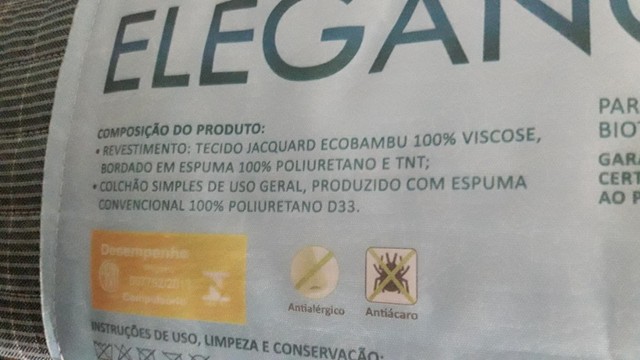 ELEGAN
COMPOSIÇÃO DO PRODUTO:
• REVESTIMENTO: TECIDO JACQUARD ECOBAMBU 100% VISCOSE,
BORDADO EM ESPUMA 100% POLIURETANO E TNT;
• COLCHÃO SIMPLES DE USO GERAL, PRODUZIDO COM ESPUMA
CONVENCIONAL 100% POLIURETANO D33.
PAR
BIOT
GARA
CERT
AO P
Desempenho
Compulsório
Antialérgico
Antiácaro
INSTRUÇÕES DE USO, LIMPEZA E CONSERVAÇÃO: